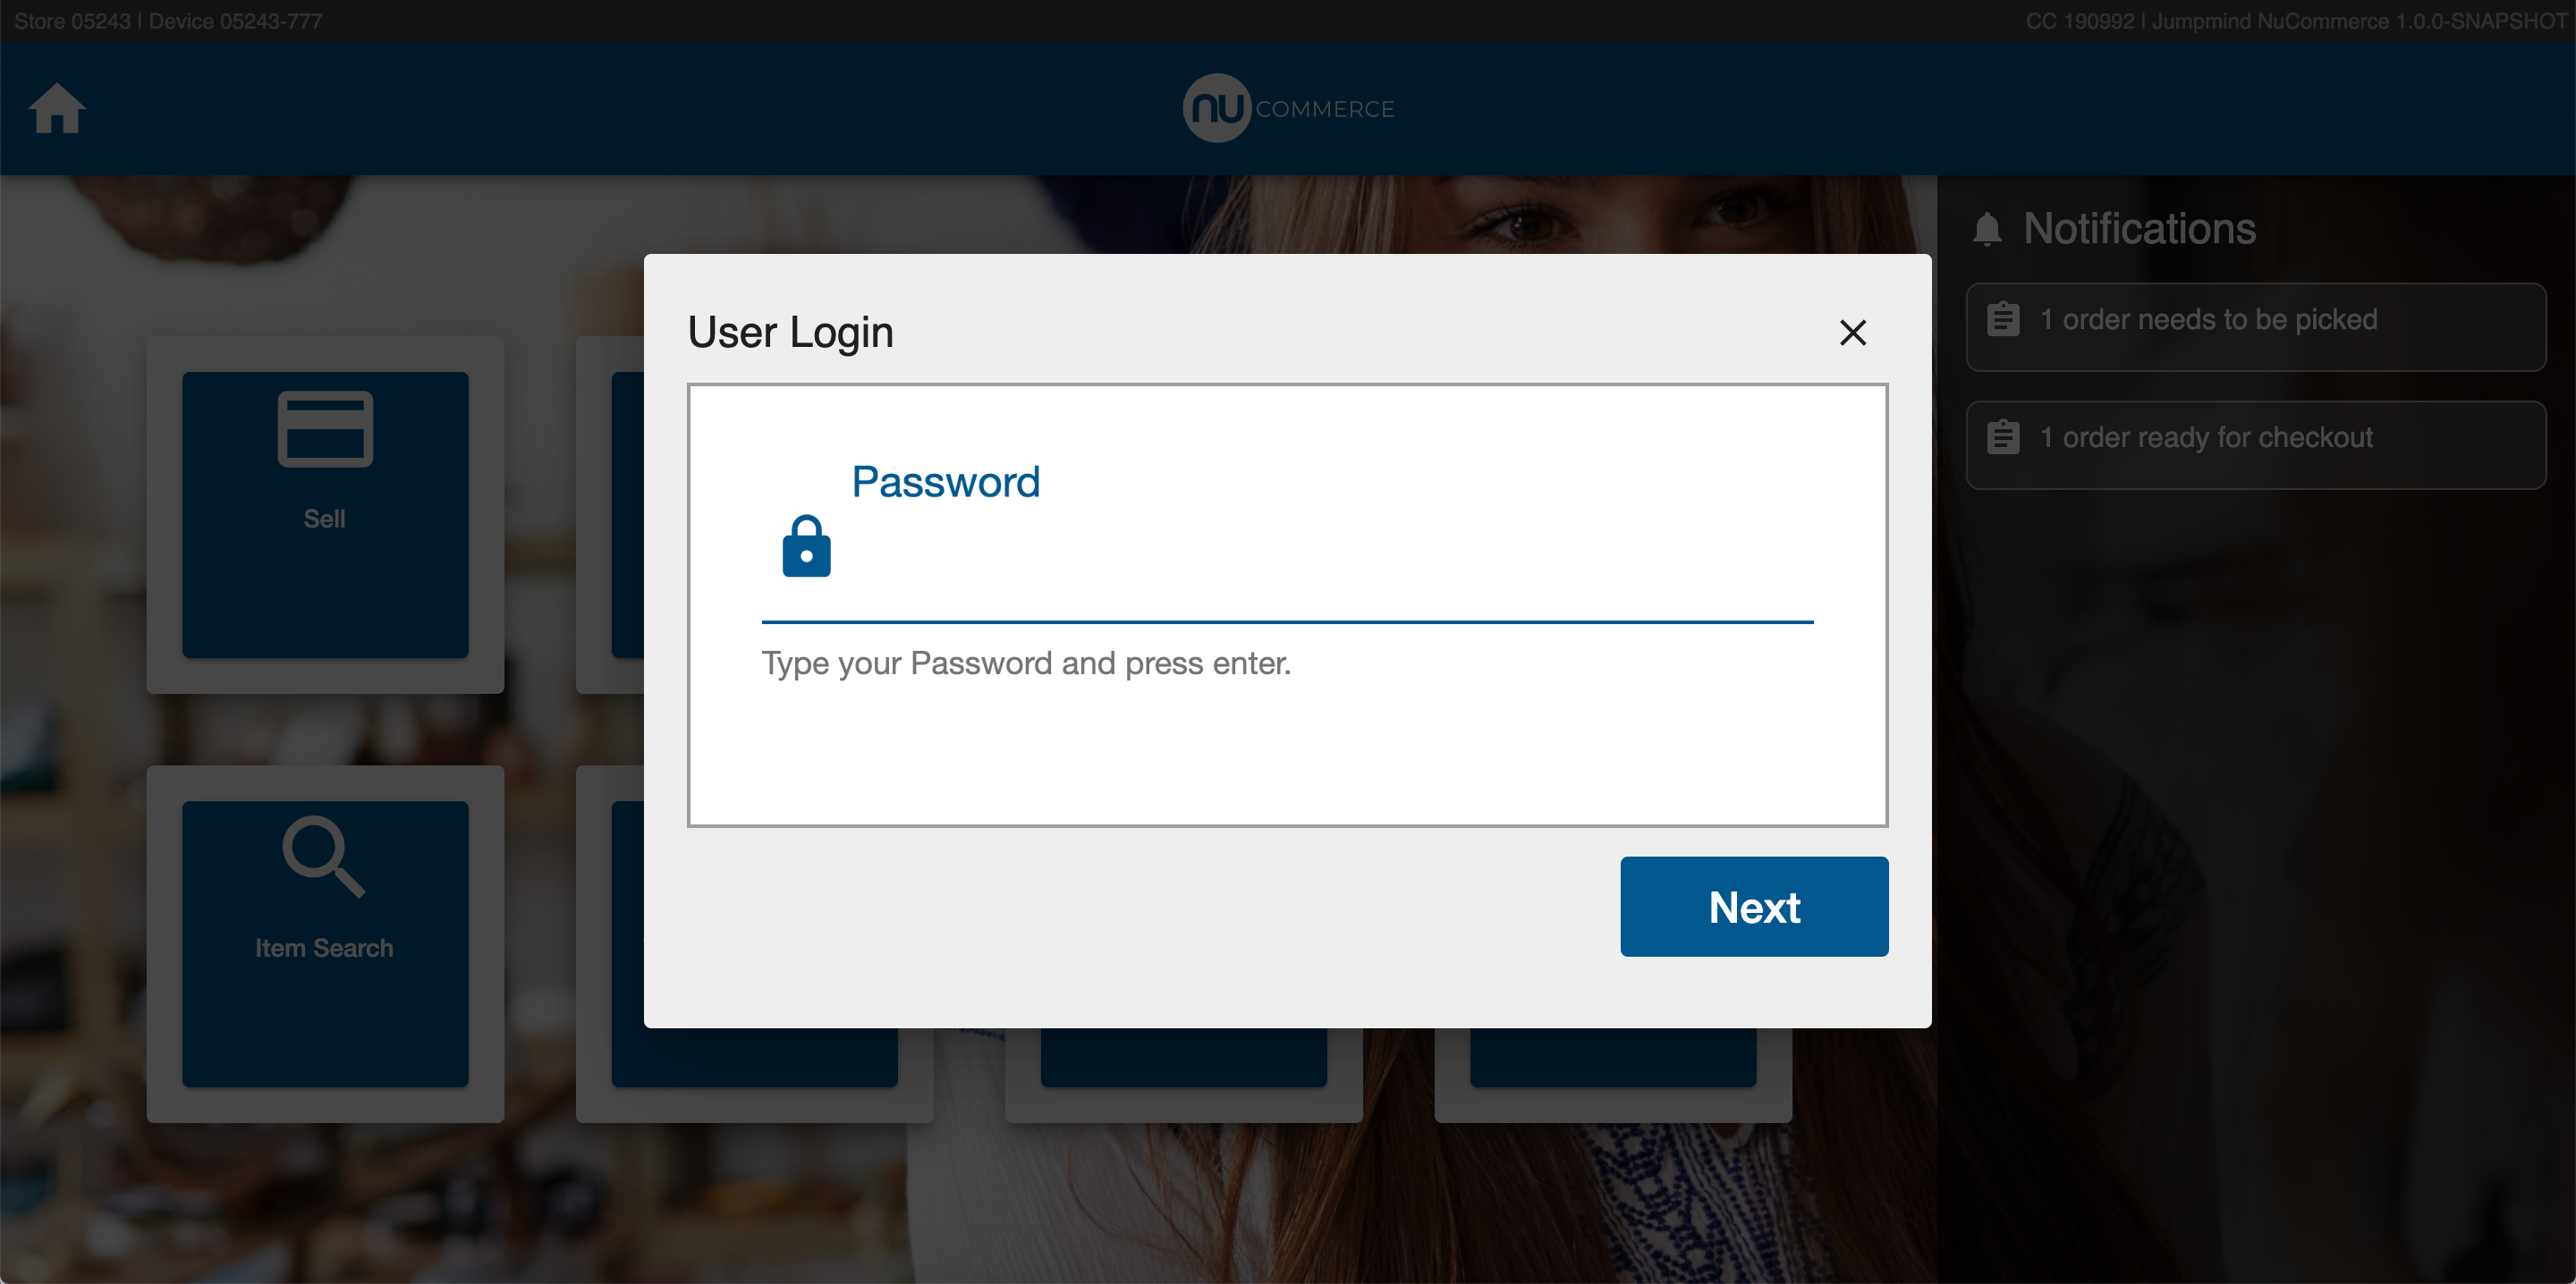 Store 05243 | Device 05243-777
CC 190992 | Jumpmind NuCommerce 1.0.0-SNAPSHOT
nu COMMERCE
Notifications
1 order needs to be picked
1 order ready for checkout
User Login
Password
Type your Password and press enter.
Next
Sell
Item Search